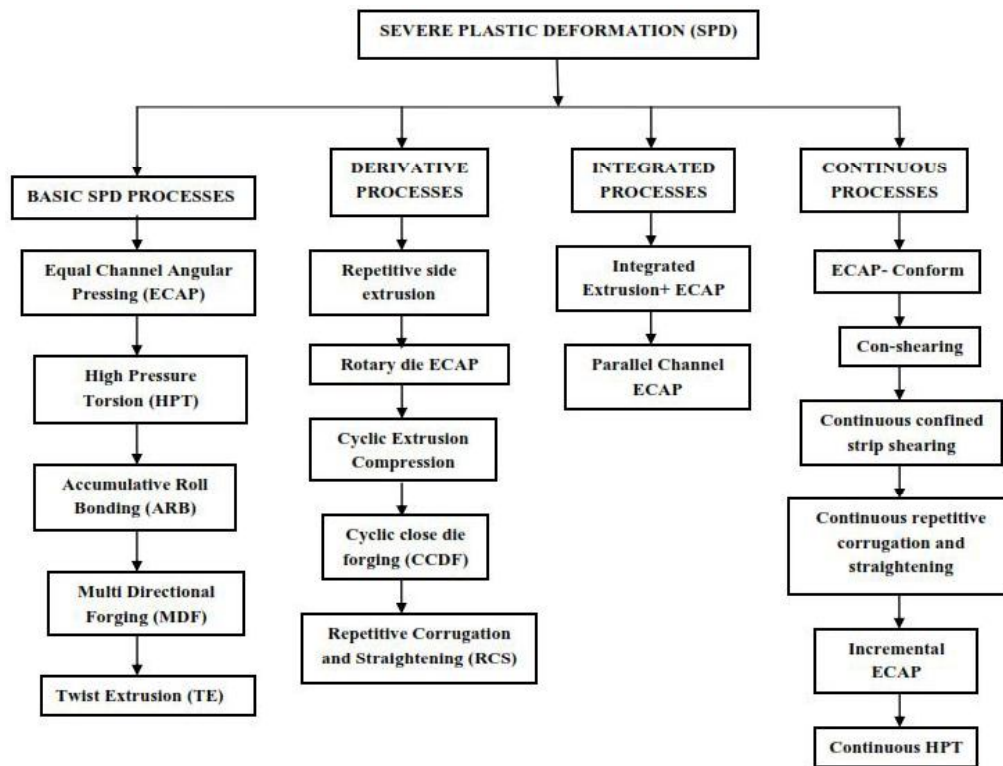 SEVERE PLASTIC DEFORMATION (SPD)
BASIC SPD PROCESSES
Equal Channel Angular
Pressing (ECAP)
High Pressure
Torsion (HPT)
Accumulative Roll
Bonding (ARB)
Multi Directional
Forging (MDF)
Twist Extrusion (TE)
DERIVATIVE
PROCESSES
Repetitive side
extrusion
Rotary die ECAP
Cyclic Extrusion
Compression
Cyclic close die
forging (CCDF)
Repetitive Corrugation
and Straightening (RCS)
INTEGRATED
PROCESSES
Integrated
Extrusion+ ECAP
Parallel Channel
ECAP
CONTINUOUS
PROCESSES
ECAP- Conform
Con-shearing
Continuous confined
strip shearing
Continuous repetitive
corrugation and
straightening
Incremental
ECAP
Continuous HPT